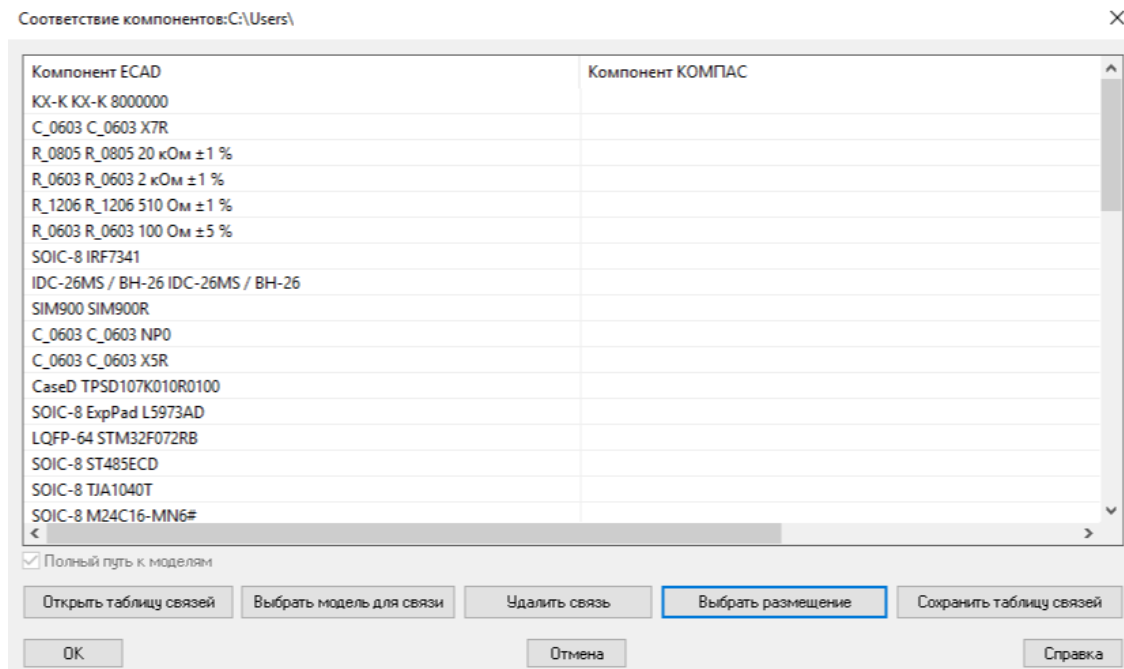 Соответствие компонентов:C:\Users\
Компонент ECAD Компонент КОМПАС
KX-K KX-K 8000000
C_0603 C_0603 X7R
R_0805 R_0805 20 кОм ±1 %
R_0603 R_0603 2 кОм ±1 %
R_1206 R_1206 510 Ом ±1 %
R_0603 R_0603 100 Ом ±5 %
SOIC-8 IRF7341
IDC-26MS / BH-26 IDC-26MS / BH-26
SIM900 SIM900R
C_0603 C_0603 NP0
C_0603 C_0603 X5R
CaseD TPSD107K010R0100
SOIC-8 ExpPad L5973AD
LQFP-64 STM32F072RB
SOIC-8 ST485ECD
SOIC-8 TJA1040T
SOIC-8 M24C16-MN6#
Полный путь к моделям
Открыть таблицу связей Выбрать модель для связи Удалить связь Выбрать размещение Сохранить таблицу связей
OK Отмена Справка